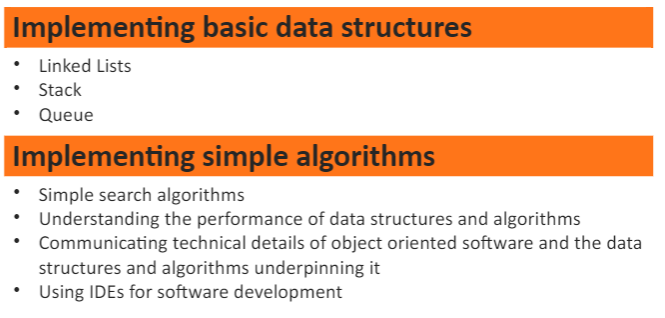 Implementing basic data structures
• Linked Lists
• Stack
• Queue
Implementing simple algorithms
• Simple search algorithms
• Understanding the performance of data structures and algorithms
• Communicating technical details of object oriented software and the data
structures and algorithms underpinning it
• Using IDEs for software development